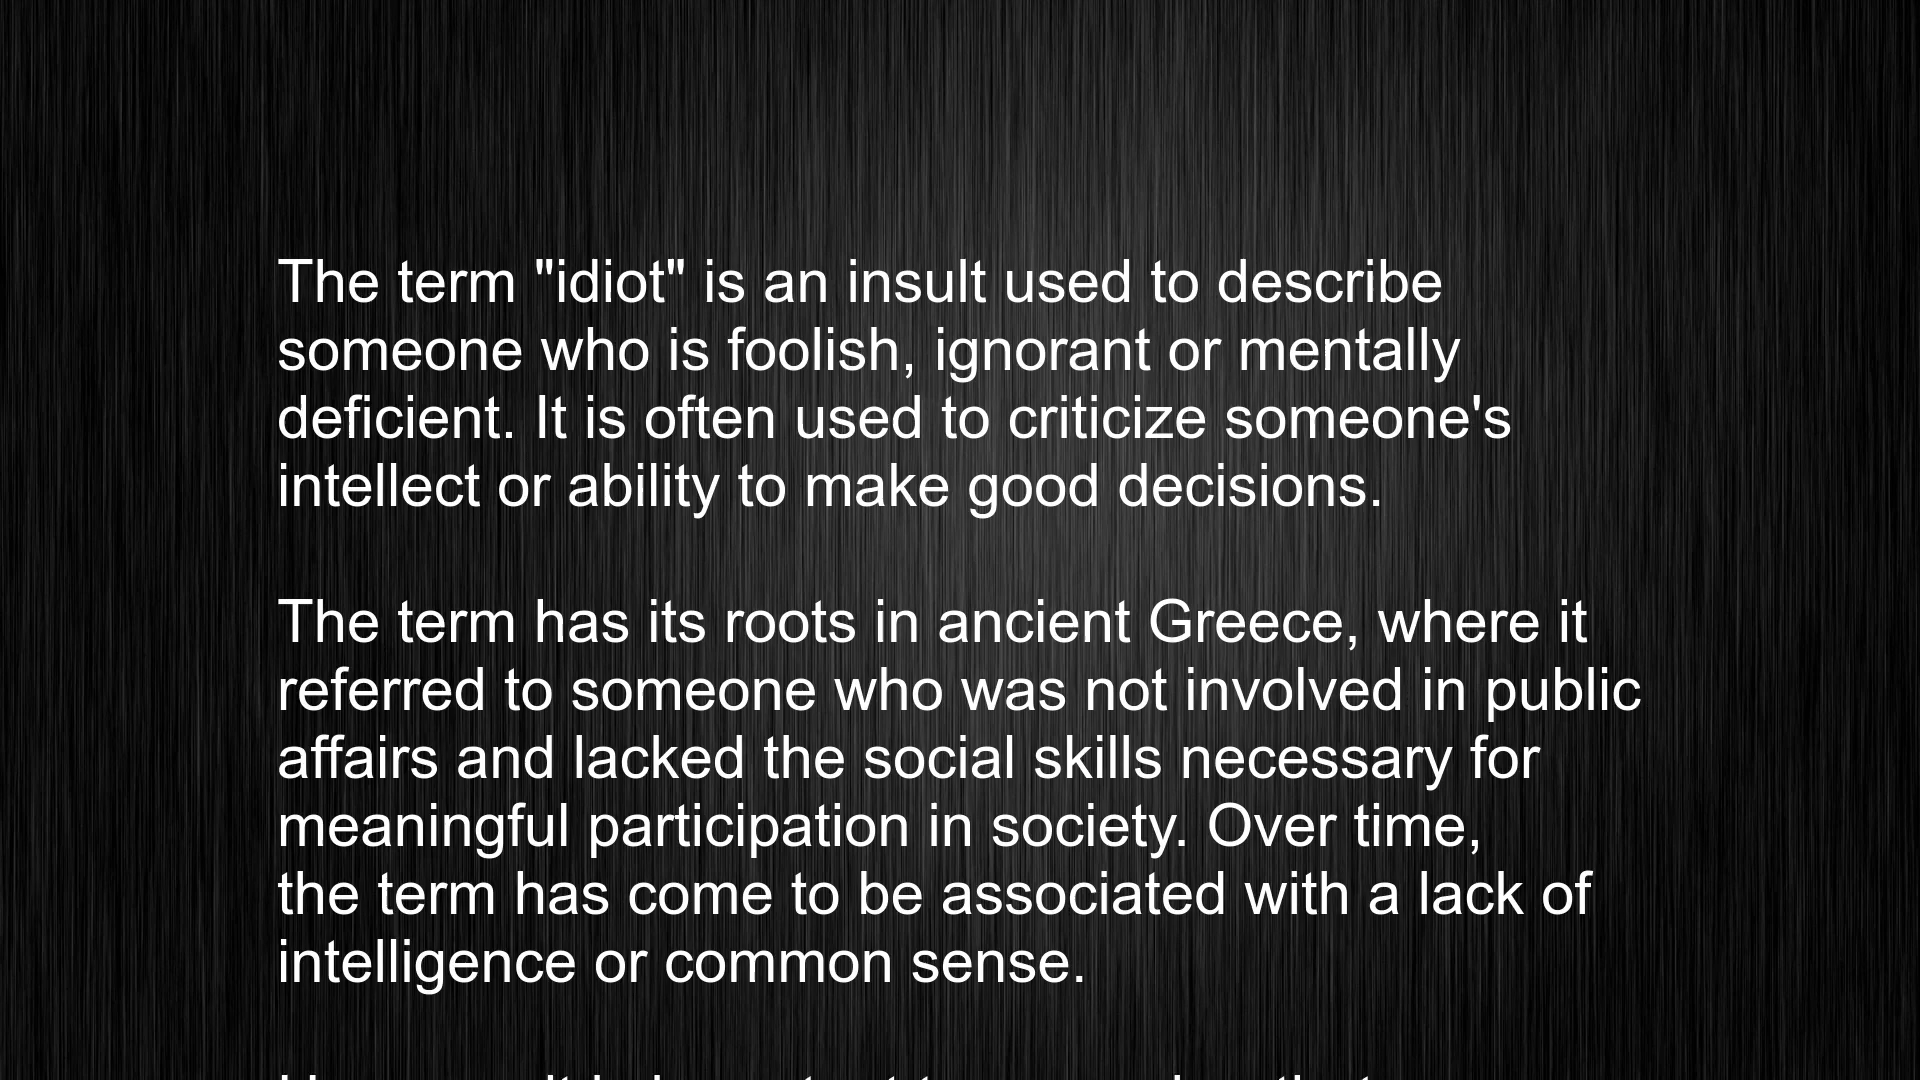 The term "idiot" is an insult used to describe
someone who is foolish, ignorant or mentally
deficient. It is often used to criticize someone's
intellect or ability to make good decisions.
The term has its roots in ancient Greece, where it
referred to someone who was not involved in public
affairs and lacked the social skills necessary for
meaningful participation in society. Over time,
the term has come to be associated with a lack of
intelligence or common sense.